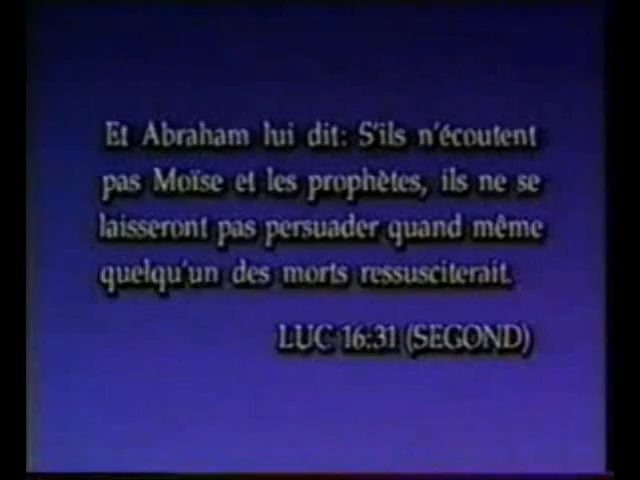 Et Abraham lui dit: S'ils n'écoutent
pas Moïse et les prophètes, ils ne se
laisseront pas persuader quand même
quelqu'un des morts ressusciterait.
LUC 16:31 (SEGOND)